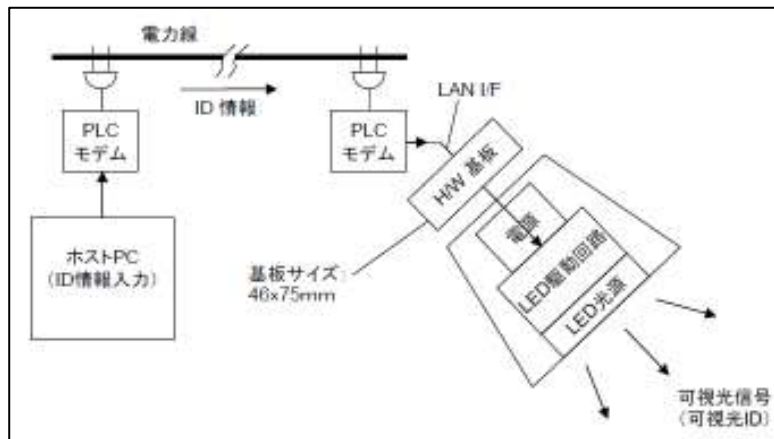 電力線
ID 情報
LAN I/F
PLC
モデム
PLC
モデム
H/W 基板
電源
LED駆動回路
LED光源
ホストPC
(ID情報入力)
基板サイズ:
46x75mm
可視光信号
(可視光ID)